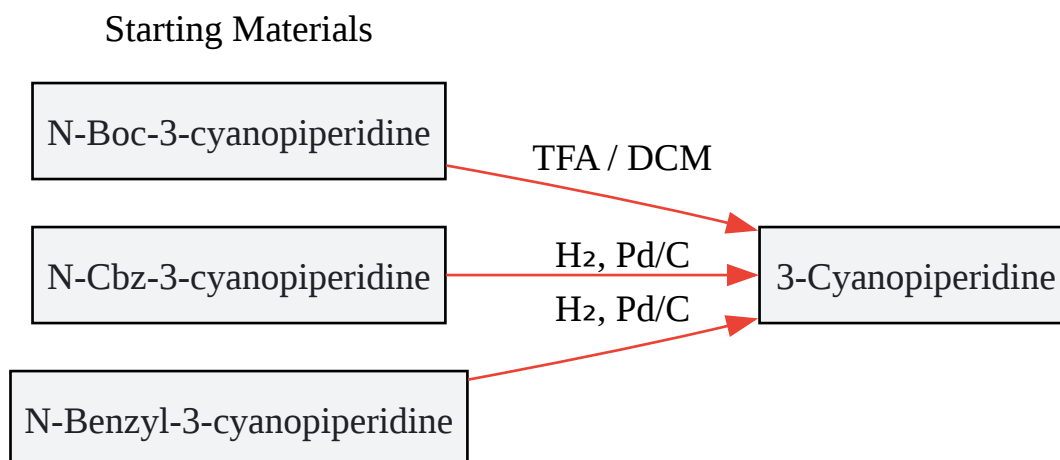 Starting Materials
N-Boc-3-cyanopiperidine
TFA / DCM
N-Cbz-3-cyanopiperidine
H₂, Pd/C
3-Cyanopiperidine
H₂, Pd/C
N-Benzyl-3-cyanopiperidine